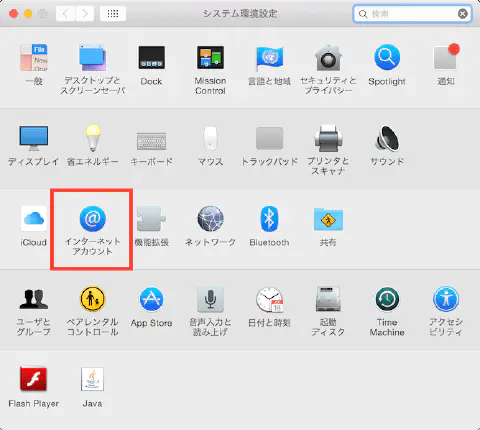 システム環境設定
検索
File
New
一般
デスクトップと
スクリーンセーバ
Dock
Mission
Control
言語と地域
セキュリティと
プライバシー
Spotlight
通知
ディスプレイ
省エネルギー
キーボード
マウス
トラックパッド
プリンタと
スキャナ
サウンド
iCloud
@
インターネット
アカウント
機能拡張
ネットワーク
Bluetooth
共有
ユーザと
グループ
ペアレンタル
コントロール
App Store
音声入力と
読み上げ
18
日付と時刻
起動
ディスク
Time
Machine
アクセシ
ビリティ
Flash Player
Java